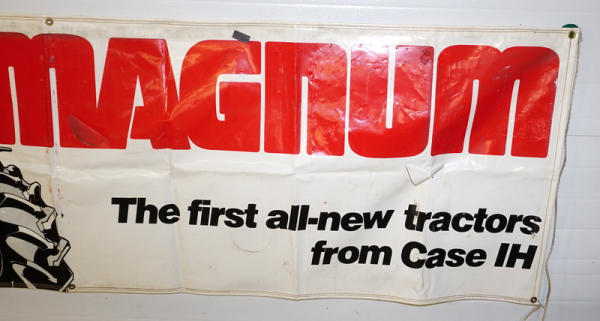 MAGNUM
The first all-new tractors
from Case IH